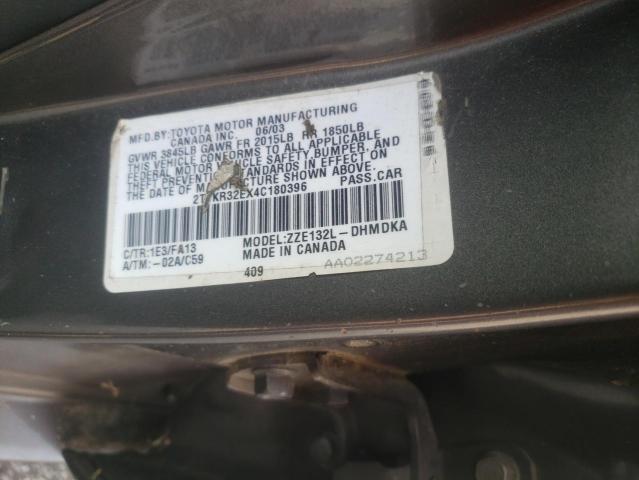 MFD.BY:TOYOTA MOTOR MANUFACTURING
CANADA INC. 06/03
GVWR 3845LB GAWR FR 2015LB RR 1850LB
THIS VEHICLE CONFORMS TO ALL APPLICABLE
FEDERAL MOTOR VEHICLE SAFETY,BUMPER, AND
THEFT PREVENTION STANDARDS IN EFFECT ON
THE DATE OF MANUFACTURE SHOWN ABOVE.
PASS.CAR
C/TR:1E3/FA13 MODEL:ZZE132L-DHMDKA
A/TM:-02A/C59 MADE IN CANADA
409 AA02274213